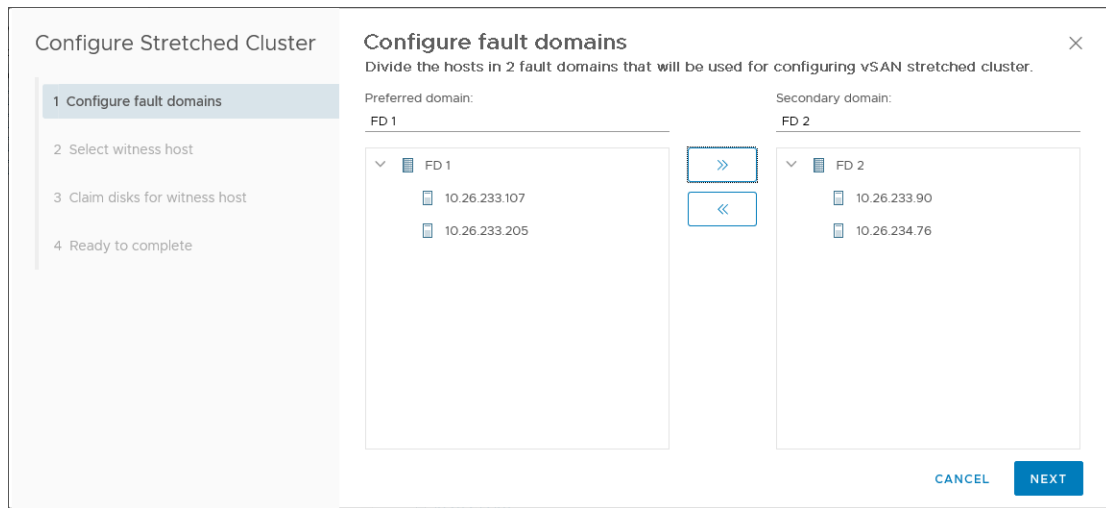 Configure Stretched Cluster
1 Configure fault domains
2 Select witness host
3 Claim disks for witness host
4 Ready to complete
Configure fault domains
Divide the hosts in 2 fault domains that will be used for configuring vSAN stretched cluster.
Preferred domain:
FD 1
FD 1
10.26.233.107
10.26.233.205
Secondary domain:
FD 2
FD 2
10.26.233.90
10.26.234.76
CANCEL
NEXT